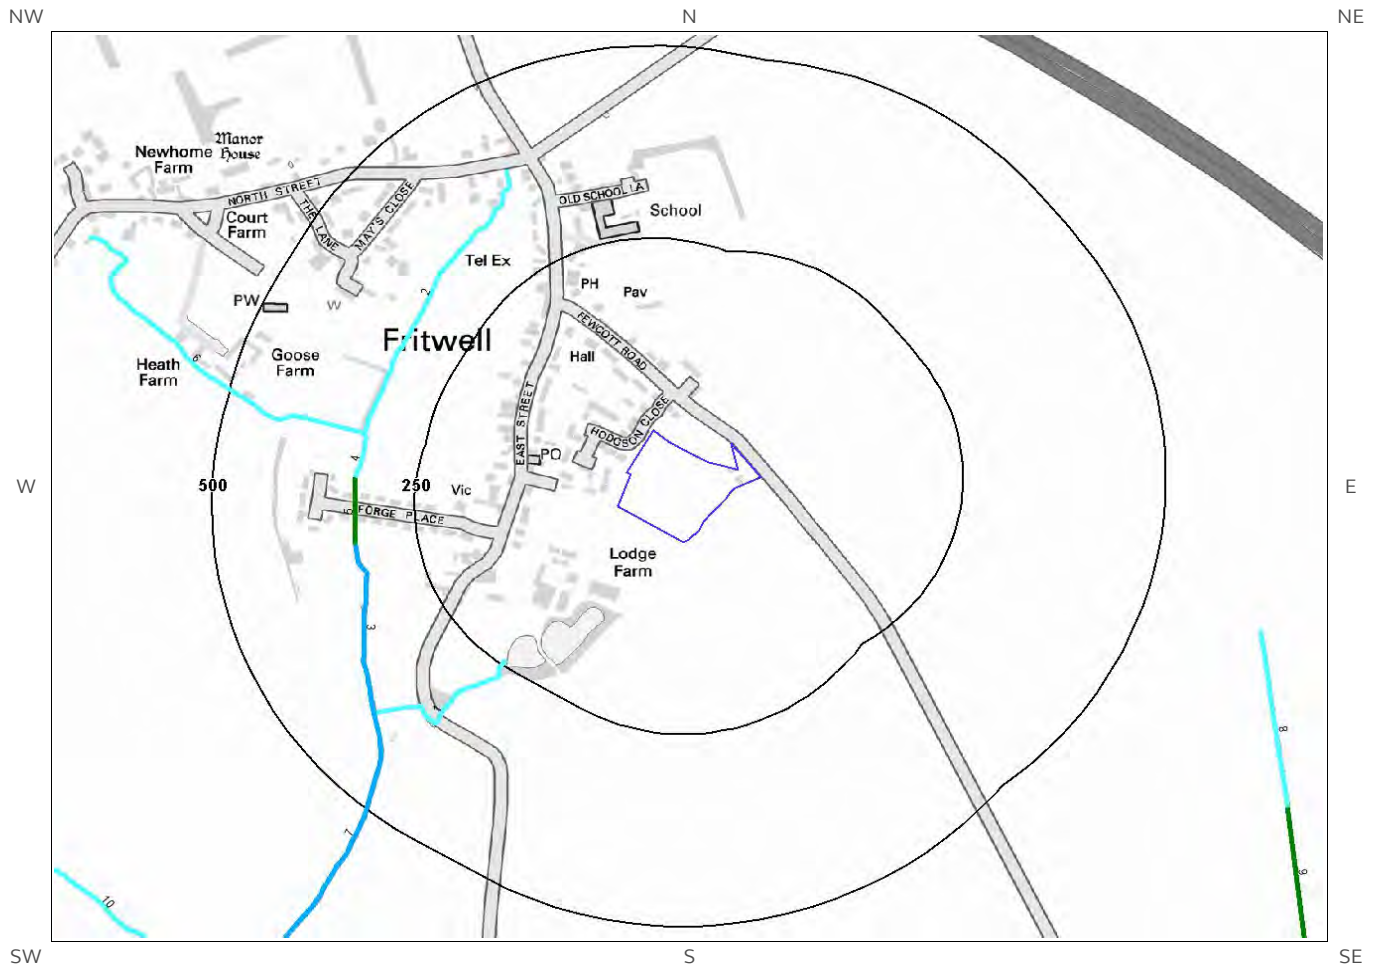 NW
N
NE
Manor
House
Newhome
Farm
NORTH STREET
THE LANE
MAY'S CLOSE
OLD SCHOOL LA
School
Court
Farm
Tel Ex
2
PH
Pav
PW
W
Fritwell
FEWCOTT ROAD
Hall
Goose
Farm
6
Heath
Farm
EAST STREET
HODGSON CLOSE
4
PO
W
500
250
Vic
E
5
FORGE PLACE
Lodge
Farm
3
1
8
7
9
10
SW
S
SE